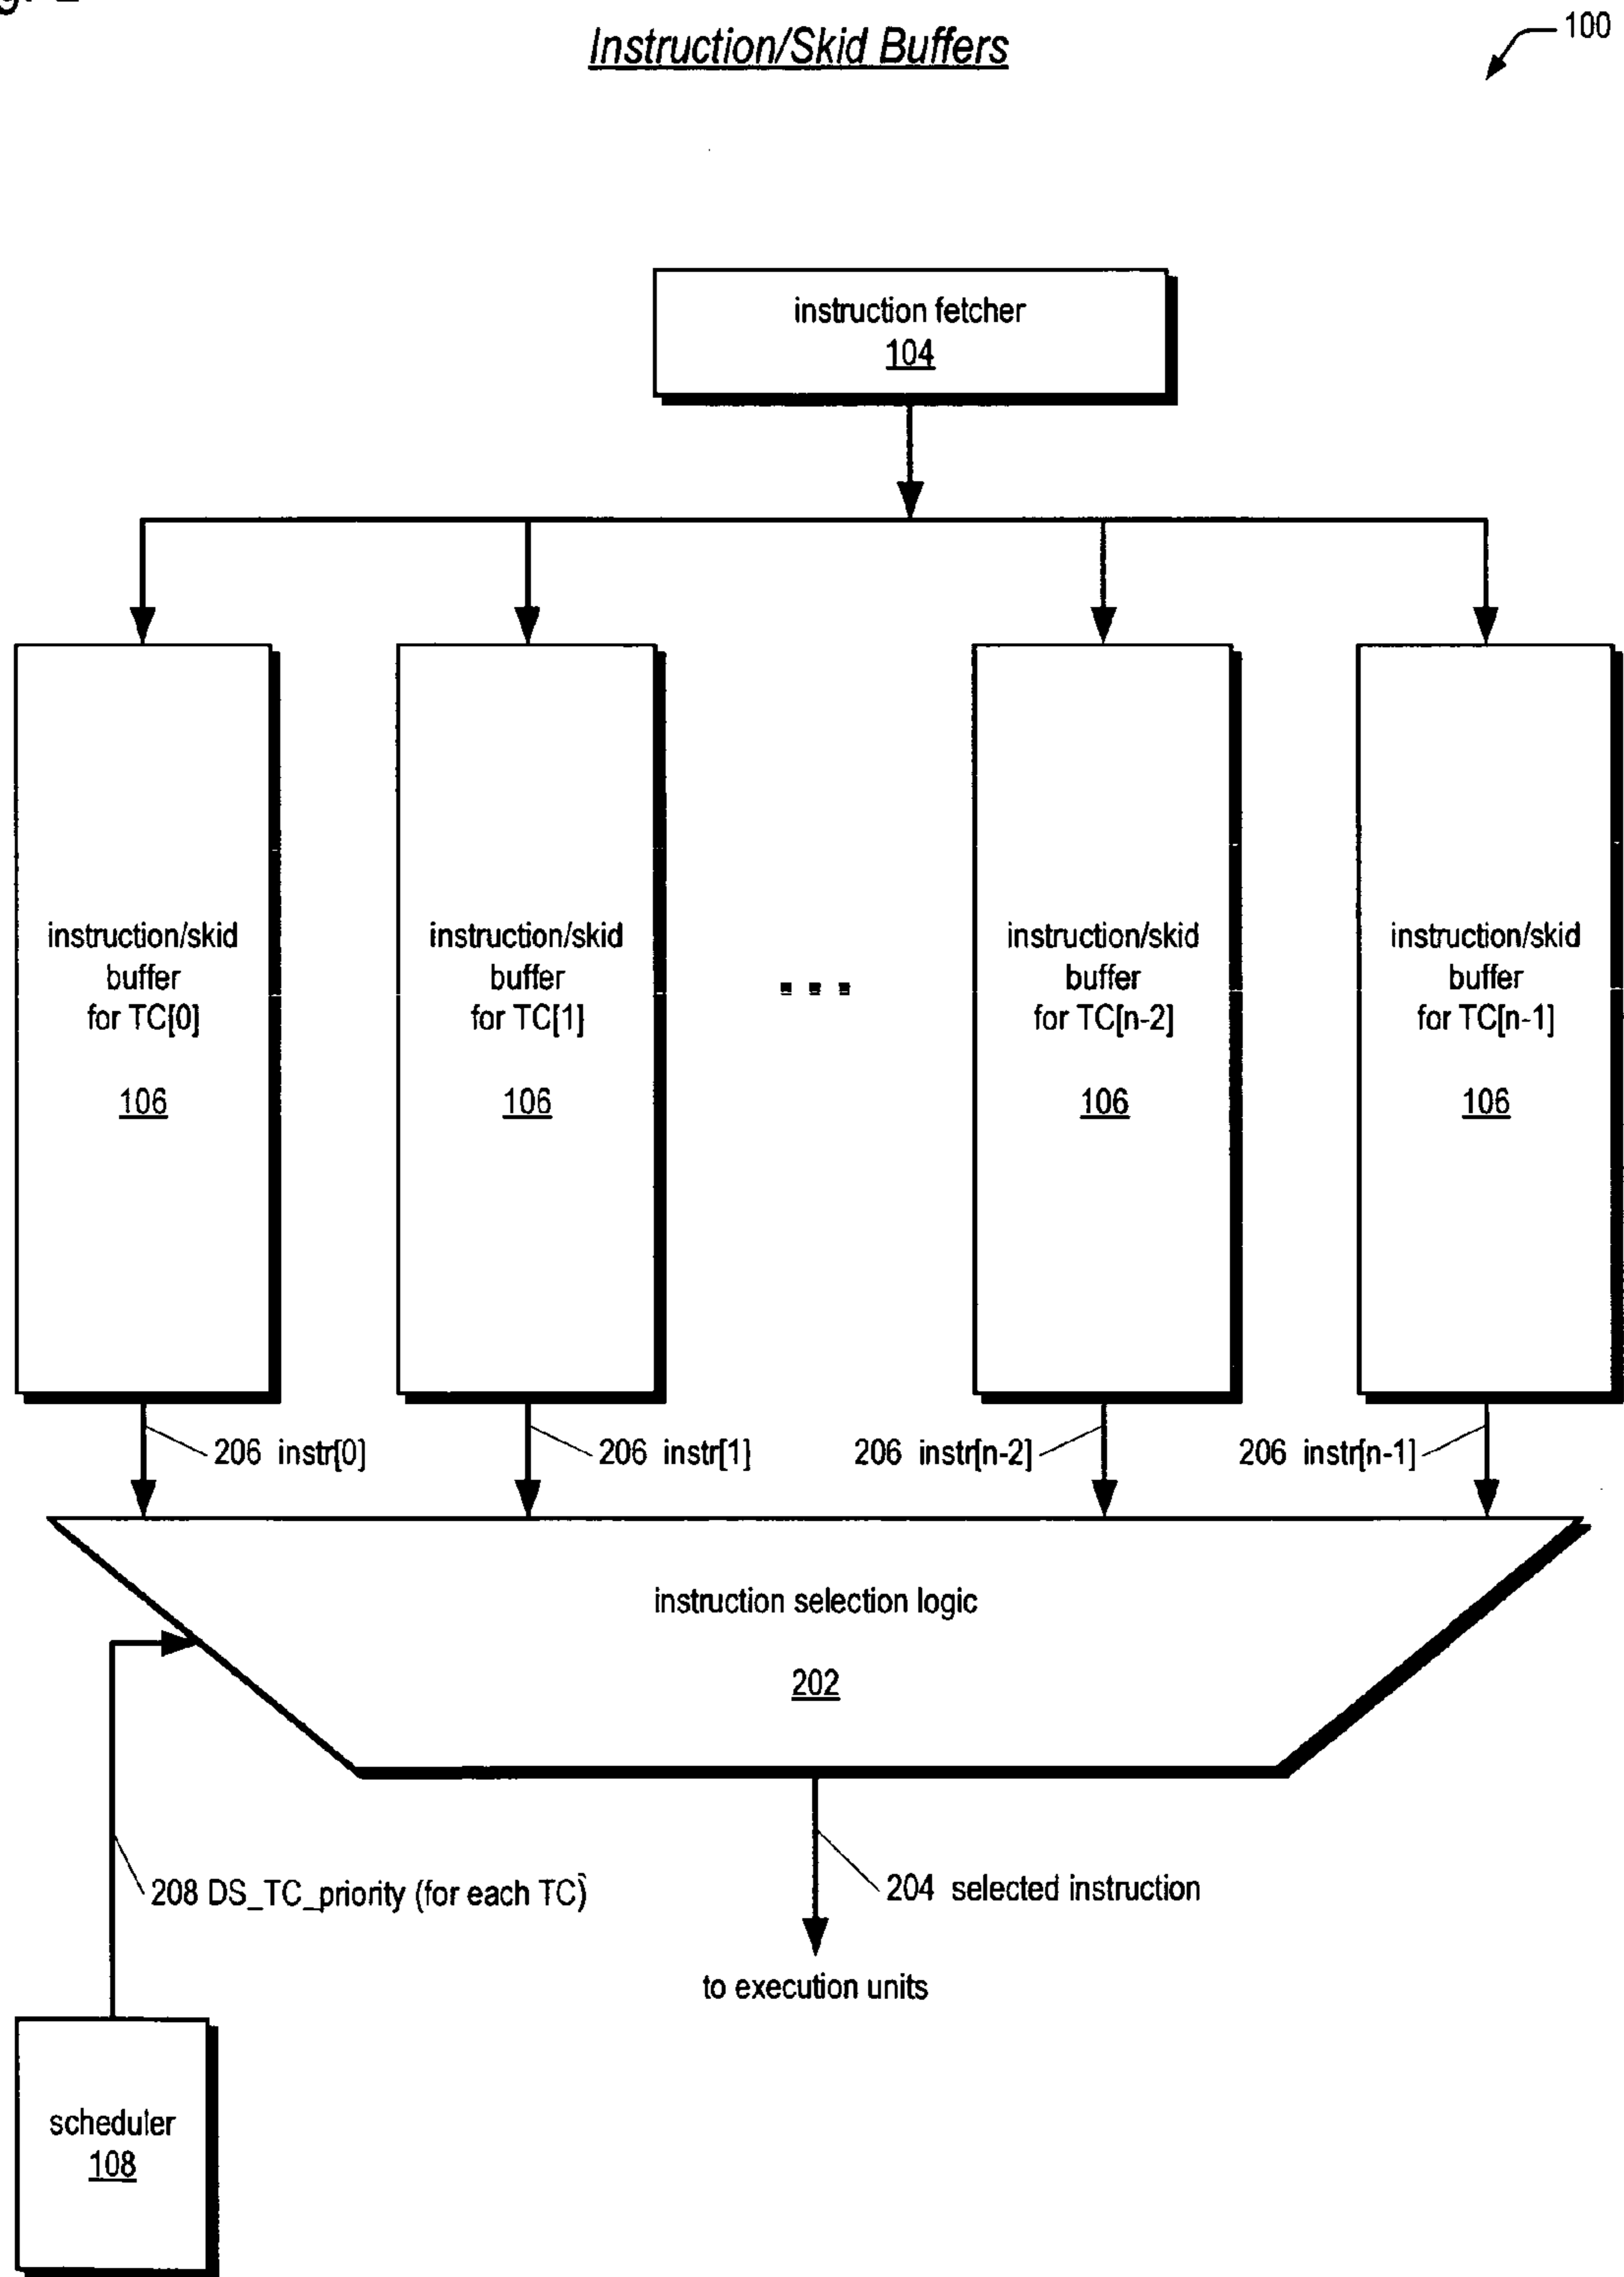 Instruction/Skid Buffers
100
instruction fetcher
104
instruction/skid
buffer
for TC[0]
106
instruction/skid
buffer
for TC[1]
106
...
instruction/skid
buffer
for TC[n-2]
106
instruction/skid
buffer
for TC[n-1]
106
206 instr[0]
206 instr[1]
206 instr[n-2]
206 instr[n-1]
instruction selection logic
202
208 DS_TC_priority (for each TC)
204 selected instruction
to execution units
scheduler
108